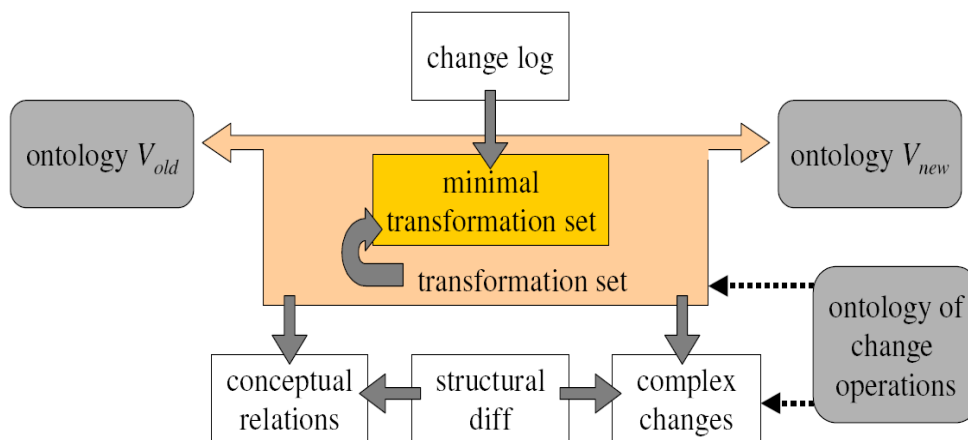 change log
ontology V_old
ontology V_new
minimal
transformation set
transformation set
ontology of
change
operations
conceptual
relations
structural
diff
complex
changes